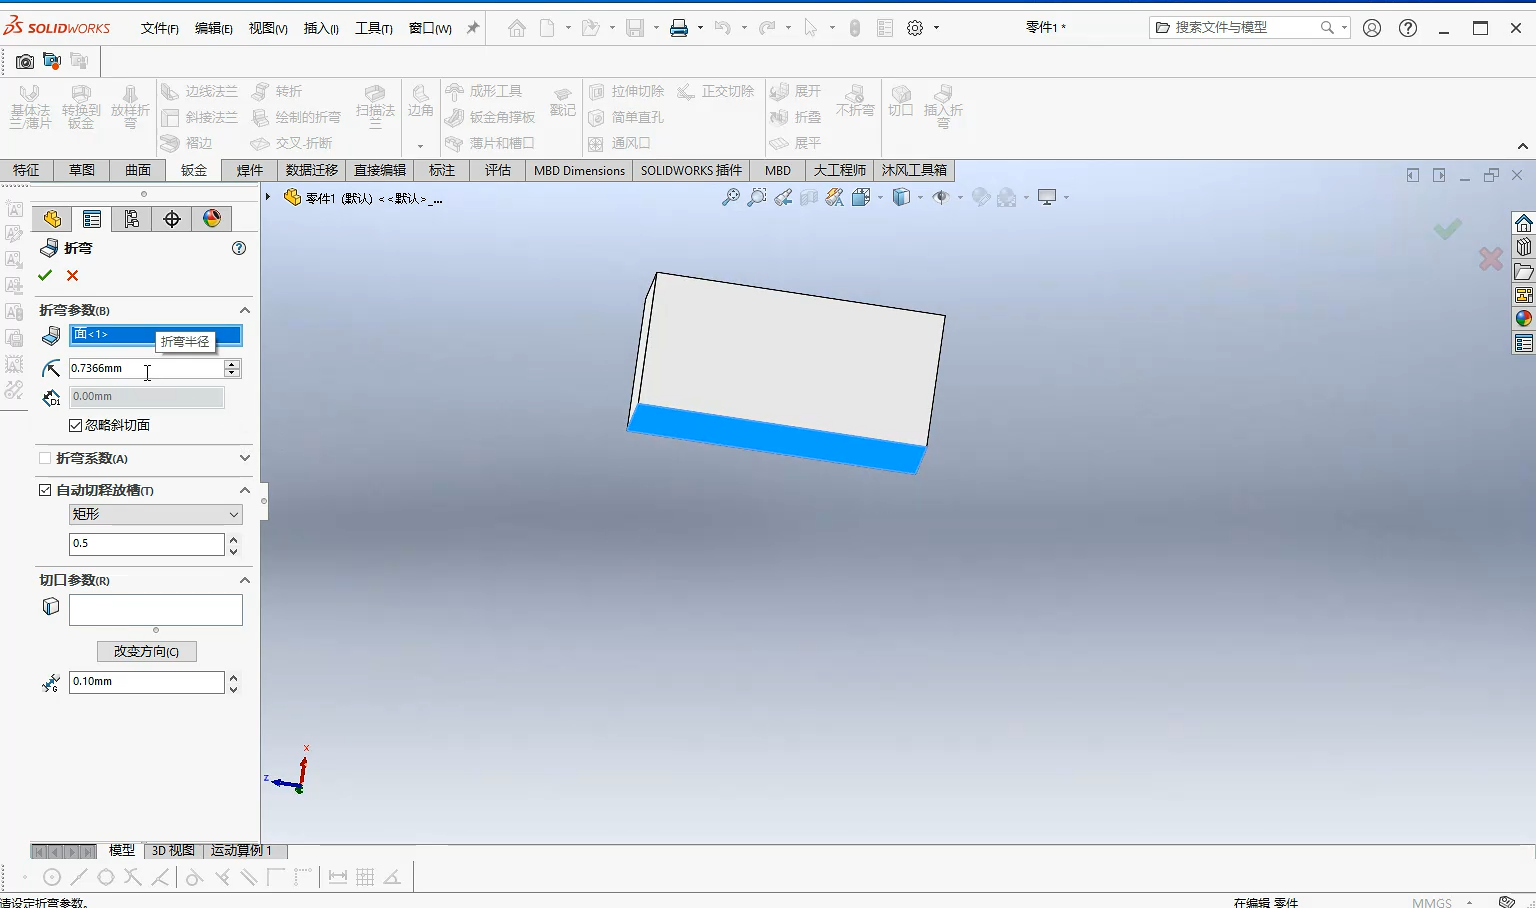 SOLIDWORKS 文件(F) 编辑(E) 视图(V) 插入(I) 工具(T) 窗口(W) 零件1 * 搜索文件与模型
基体法兰/薄片 转换到钣金 放样折弯 边线法兰 转折 扫描法兰 边角 成形工具 戳记 拉伸切除 正交切除 展开 不折弯 切口 插入折弯
斜接法兰 绘制的折弯 钣金角撑板 简单直孔 折叠
褶边 交叉-折断 薄片和槽口 通风口 展平
特征 草图 曲面 钣金 焊件 数据迁移 直接编辑 标注 评估 MBD Dimensions SOLIDWORKS 插件 MBD 大工程师 沐风工具箱
零件1 (默认) <<默认>_...
折弯
折弯参数(B)
面<1>
折弯半径
0.7366mm
D1 0.00mm
忽略斜切面
折弯系数(A)
自动切释放槽(T)
矩形
0.5
切口参数(R)
改变方向(C)
G 0.10mm
X
Z
模型 3D 视图 运动算例 1
请设定折弯参数。 在编辑 零件 MMGS